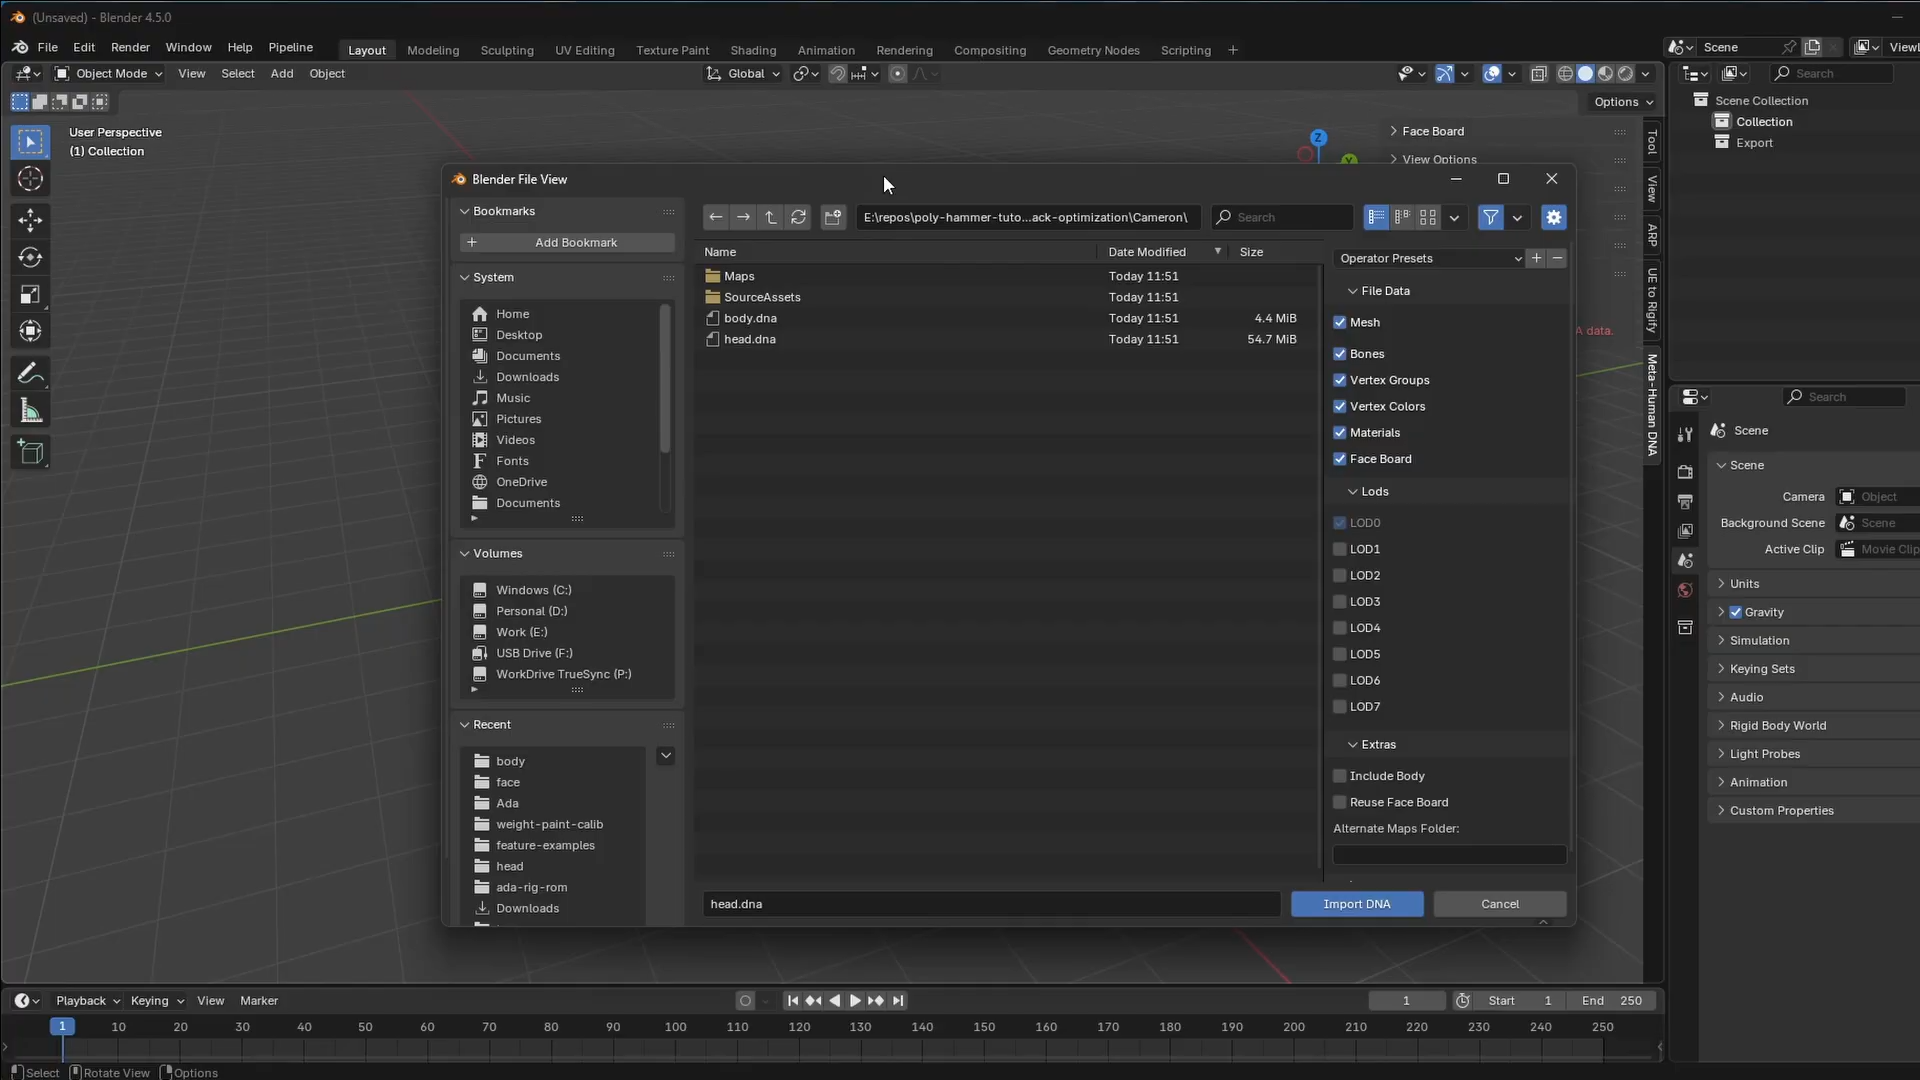 (Unsaved) - Blender 4.5.0
File Edit Render Window Help Pipeline
Layout Modeling Sculpting UV Editing Texture Paint Shading Animation Rendering Compositing Geometry Nodes Scripting +
Scene
Object Mode View Select Add Object
Global
Search
Options
User Perspective
(1) Collection
Z
Face Board
View Options
Tool
View
ARP
UE to Rigify
Meta-Human DNA
A data.
Scene Collection
Collection
Export
Blender File View
Bookmarks
Add Bookmark
System
Home
Desktop
Documents
Downloads
Music
Pictures
Videos
Fonts
OneDrive
Documents
Volumes
Windows (C:)
Personal (D:)
Work (E:)
USB Drive (F:)
WorkDrive TrueSync (P:)
Recent
body
face
Ada
weight-paint-calib
feature-examples
head
ada-rig-rom
Downloads
E:\repos\poly-hammer-tuto...ack-optimization\Cameron\
Search
Name Date Modified Size
Maps Today 11:51
SourceAssets Today 11:51
body.dna Today 11:51 4.4 MiB
head.dna Today 11:51 54.7 MiB
Operator Presets
File Data
Mesh
Bones
Vertex Groups
Vertex Colors
Materials
Face Board
Lods
LOD0
LOD1
LOD2
LOD3
LOD4
LOD5
LOD6
LOD7
Extras
Include Body
Reuse Face Board
Alternate Maps Folder:
head.dna
Import DNA
Cancel
Search
Scene
Scene
Camera Object
Background Scene Scene
Active Clip Movie Clip
Units
Gravity
Simulation
Keying Sets
Audio
Rigid Body World
Light Probes
Animation
Custom Properties
Playback Keying View Marker
1 Start 1 End 250
1 10 20 30 40 50 60 70 80 90 100 110 120 130 140 150 160 170 180 190 200 210 220 230 240 250
Select Rotate View Options